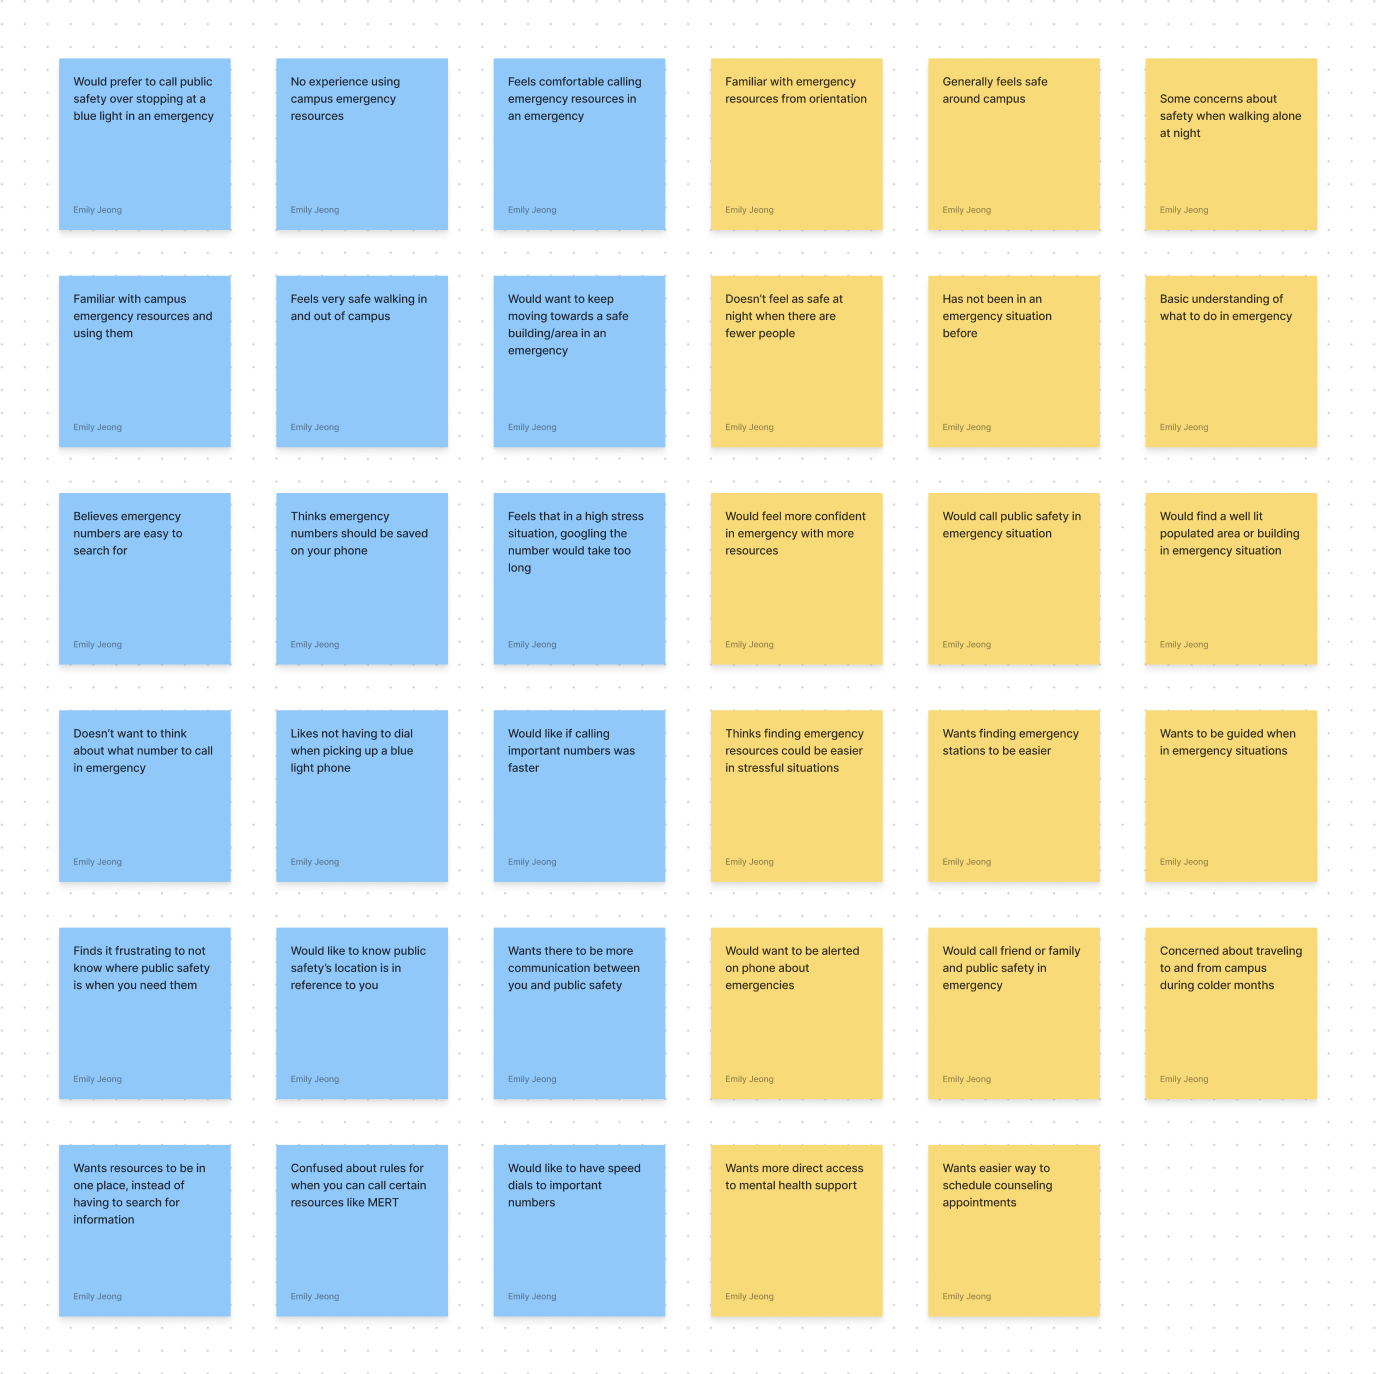 Would prefer to call public
safety over stopping at a
blue light in an emergency
Emily Jeong
No experience using
campus emergency
resources
Emily Jeong
Feels comfortable calling
emergency resources in
an emergency
Emily Jeong
Familiar with emergency
resources from orientation
Emily Jeong
Generally feels safe
around campus
Emily Jeong
Some concerns about
safety when walking alone
at night
Emily Jeong
Familiar with campus
emergency resources and
using them
Emily Jeong
Feels very safe walking in
and out of campus
Emily Jeong
Would want to keep
moving towards a safe
building/area in an
emergency
Emily Jeong
Doesn't feel as safe at
night when there are
fewer people
Emily Jeong
Has not been in an
emergency situation
before
Emily Jeong
Basic understanding of
what to do in emergency
Emily Jeong
Believes emergency
numbers are easy to
search for
Emily Jeong
Thinks emergency
numbers should be saved
on your phone
Emily Jeong
Feels that in a high stress
situation, googling the
number would take too
long
Emily Jeong
Would feel more confident
in emergency with more
resources
Emily Jeong
Would call public safety in
emergency situation
Emily Jeong
Would find a well lit
populated area or building
in emergency situation
Emily Jeong
Doesn't want to think
about what number to call
in emergency
Emily Jeong
Likes not having to dial
when picking up a blue
light phone
Emily Jeong
Would like if calling
important numbers was
faster
Emily Jeong
Thinks finding emergency
resources could be easier
in stressful situations
Emily Jeong
Wants finding emergency
stations to be easier
Emily Jeong
Wants to be guided when
in emergency situations
Emily Jeong
Finds it frustrating to not
know where public safety
is when you need them
Emily Jeong
Would like to know public
safety's location is in
reference to you
Emily Jeong
Wants there to be more
communication between
you and public safety
Emily Jeong
Would want to be alerted
on phone about
emergencies
Emily Jeong
Would call friend or family
and public safety in
emergency
Emily Jeong
Concerned about traveling
to and from campus
during colder months
Emily Jeong
Wants resources to be in
one place, instead of
having to search for
information
Emily Jeong
Confused about rules for
when you can call certain
resources like MERT
Emily Jeong
Would like to have speed
dials to important
numbers
Emily Jeong
Wants more direct access
to mental health support
Emily Jeong
Wants easier way to
schedule counseling
appointments
Emily Jeong